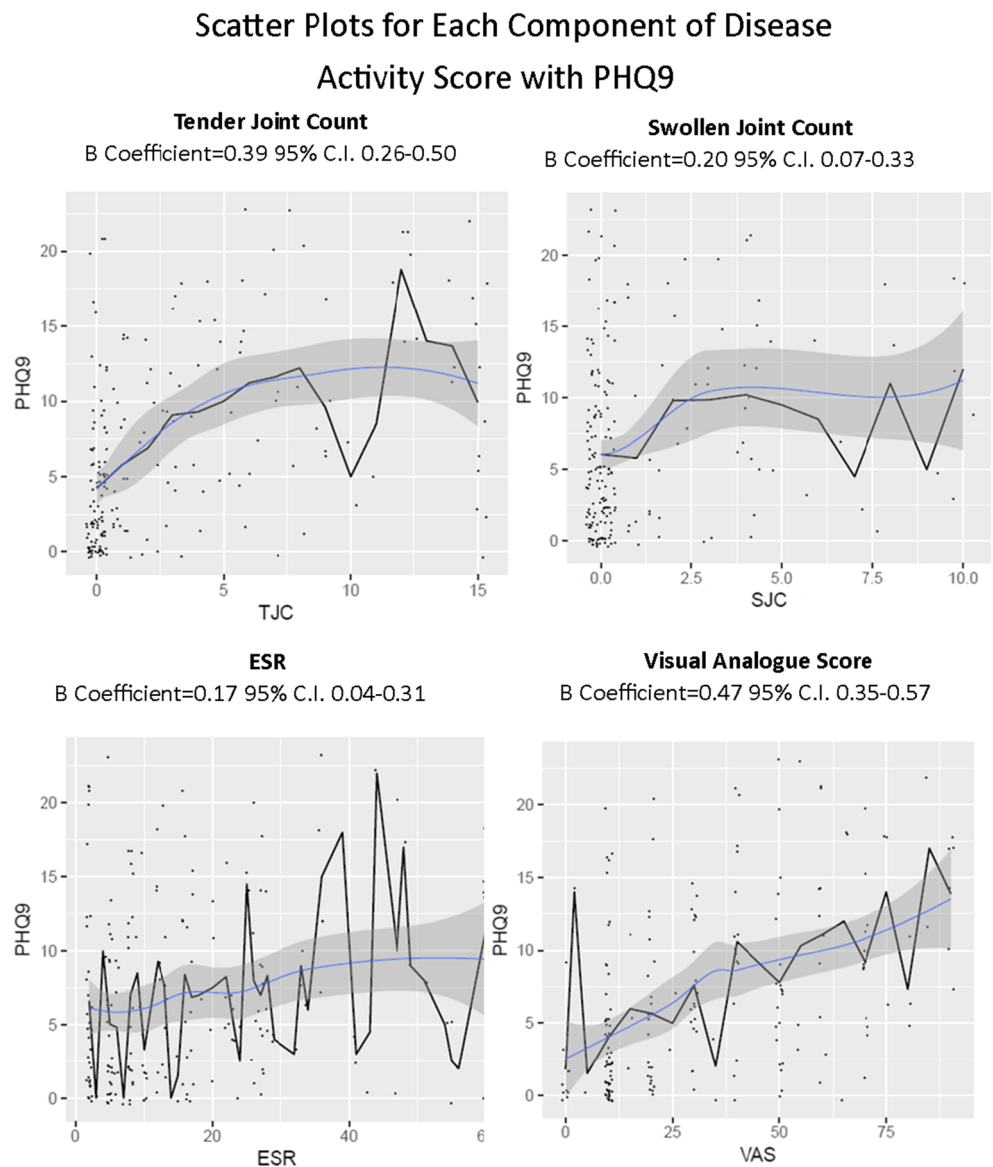 Scatter Plots for Each Component of Disease
Activity Score with PHQ9
Tender Joint Count
B Coefficient=0.39 95% C.I. 0.26-0.50
PHQ9
20
15
10
5
0
0 5 10 15
TJC
Swollen Joint Count
B Coefficient=0.20 95% C.I. 0.07-0.33
PHQ9
20
15
10
5
0
0.0 2.5 5.0 7.5 10.0
SJC
ESR
B Coefficient=0.17 95% C.I. 0.04-0.31
PHQ9
20
15
10
5
0
0 20 40 6
ESR
Visual Analogue Score
B Coefficient=0.47 95% C.I. 0.35-0.57
PHQ9
20
15
10
5
0
0 25 50 75
VAS